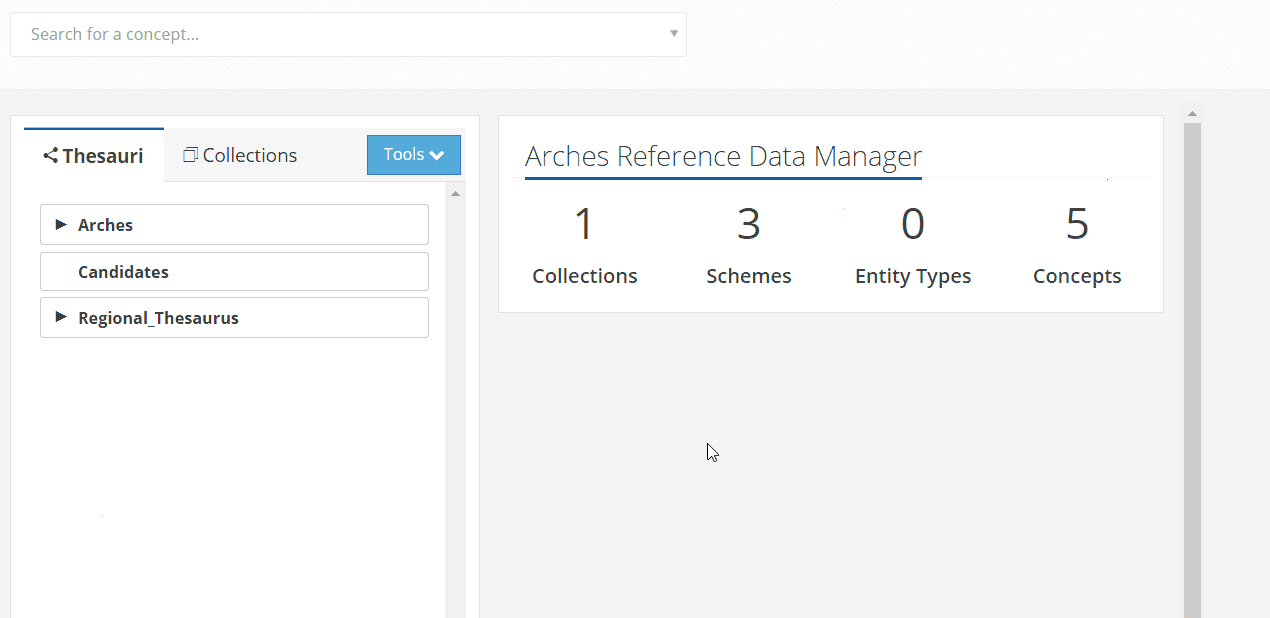 Search for a concept...
Thesauri
Collections
Tools
Arches
Candidates
Regional_Thesaurus
Arches Reference Data Manager
1 3 0 5
Collections Schemes Entity Types Concepts